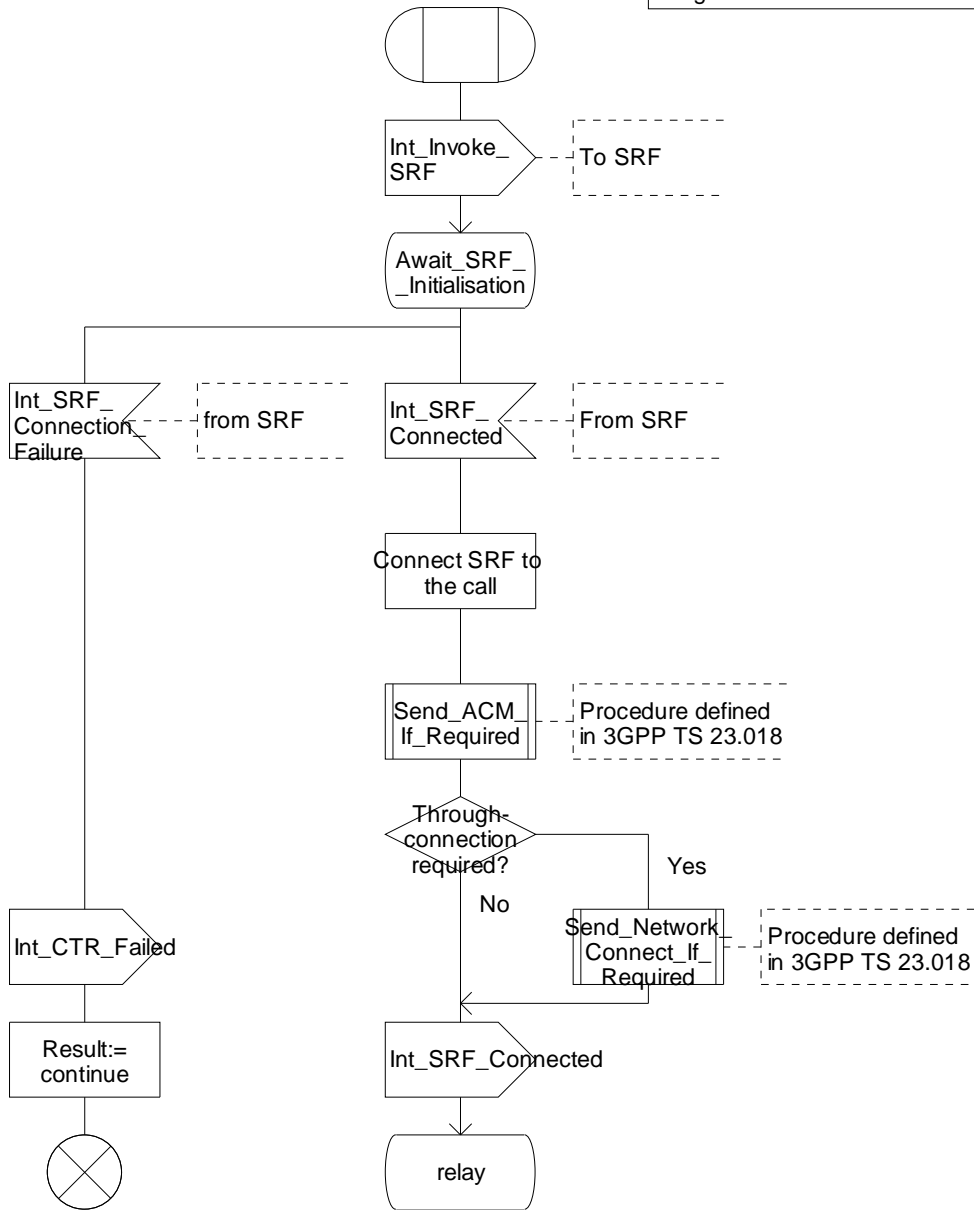 Int_Invoke_
SRF
To SRF
Await_SRF_
_Initialisation
Int_SRF_
Connection_
Failure
from SRF
Int_SRF_
Connected
From SRF
Connect SRF to
the call
Send_ACM_
If_Required
Procedure defined
in 3GPP TS 23.018
Through-
connection
required?
Yes
No
Int_CTR_Failed
Send_Network_
Connect_If_
Required
Procedure defined
in 3GPP TS 23.018
Result:=
continue
Int_SRF_Connected
relay